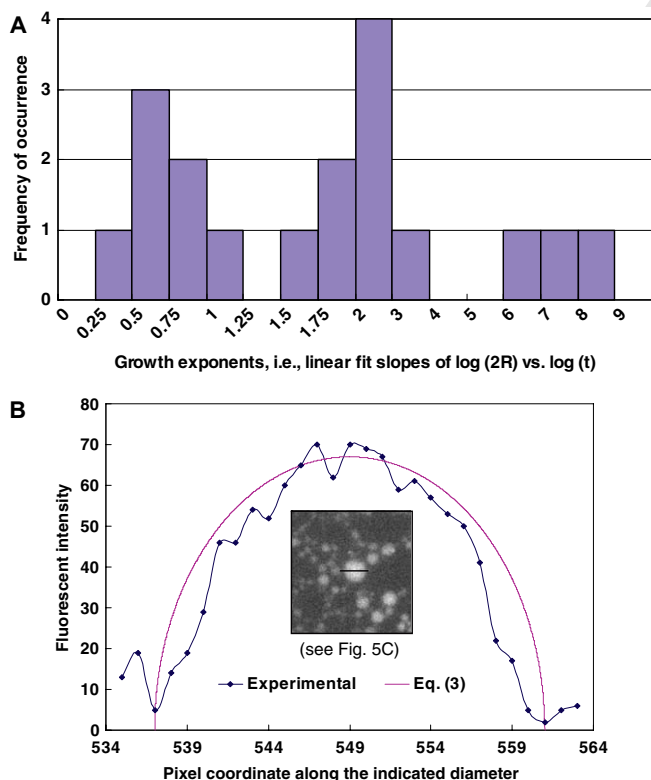 A
Frequency of occurrence
4
3
2
1
0
0 0.25 0.5 0.75 1 1.25 1.5 1.75 2 3 4 5 6 7 8 9
Growth exponents, i.e., linear fit slopes of log (2R) vs. log (t)
B
Fluorescent intensity
80
70
60
50
40
30
20
10
0
(see Fig. 5C)
Experimental Eq. (3)
534 539 544 549 554 559 564
Pixel coordinate along the indicated diameter